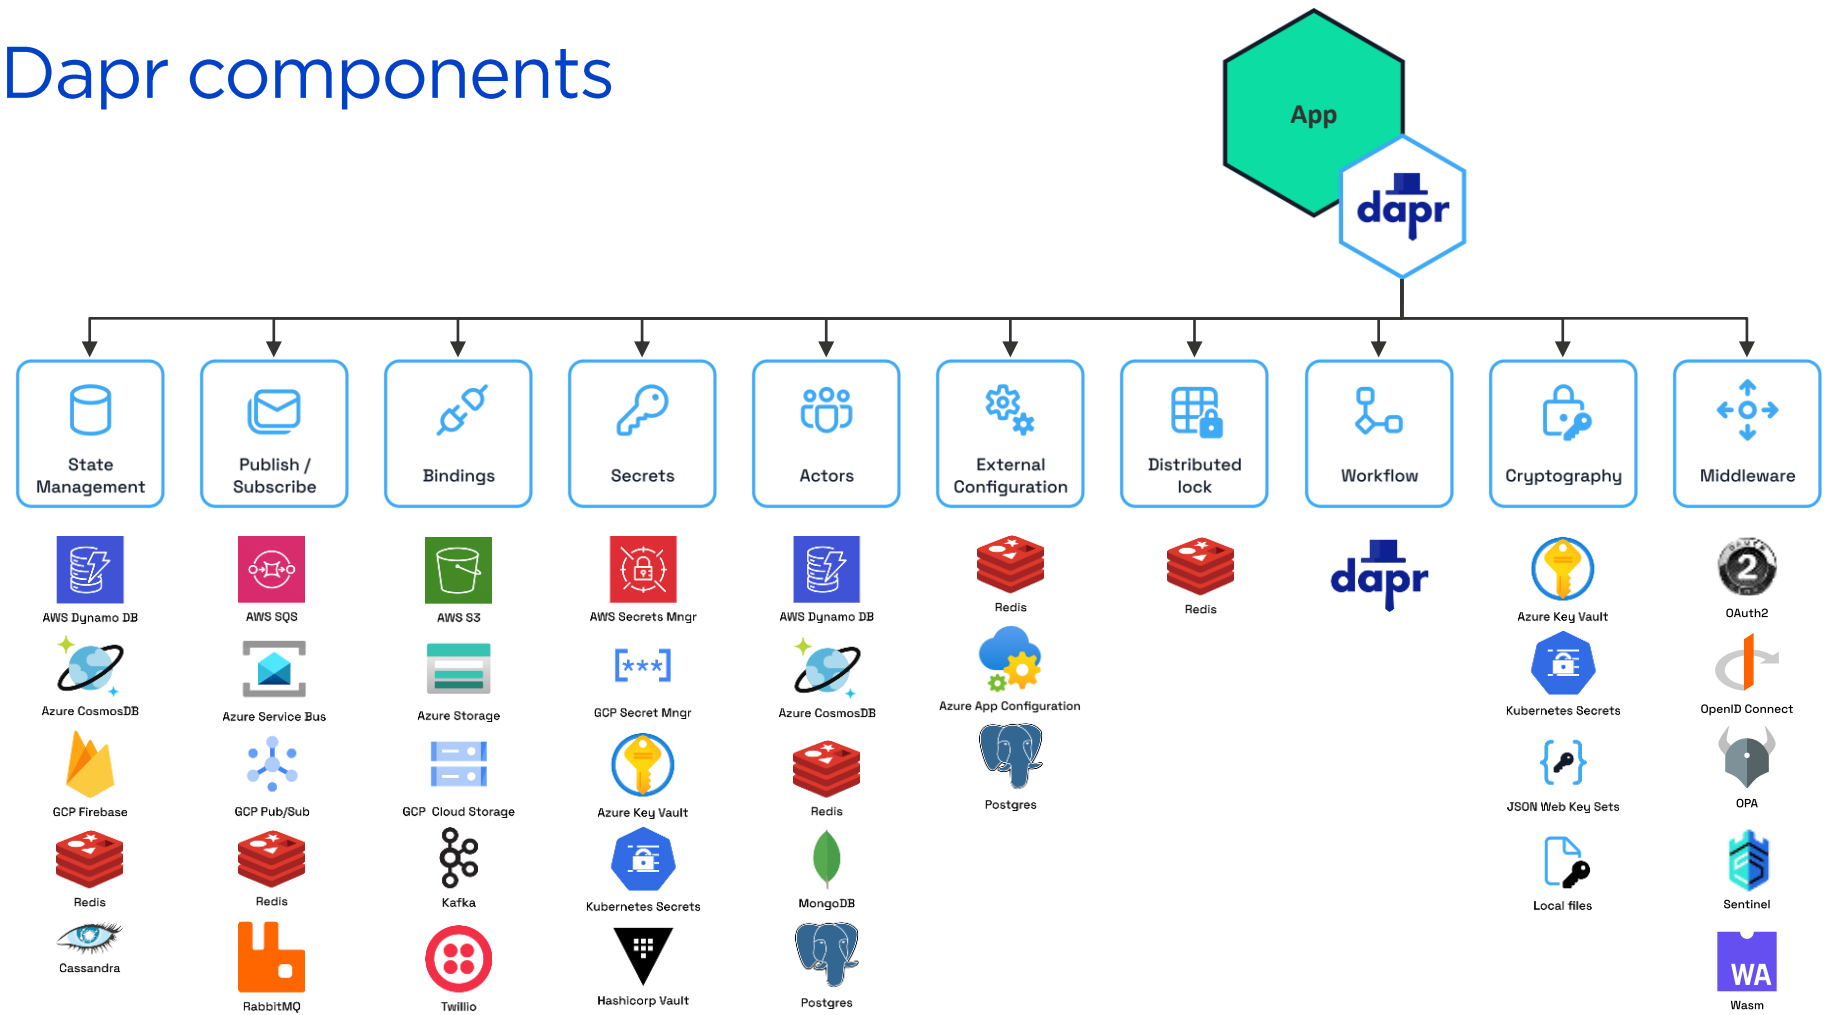 Dapr components
App
dapr
State
Management
Publish /
Subscribe
Bindings
Secrets
Actors
External
Configuration
Distributed
lock
Workflow
Cryptography
Middleware
AWS Dynamo DB
Azure CosmosDB
GCP Firebase
Redis
Cassandra
AWS SQS
Azure Service Bus
GCP Pub/Sub
Redis
RabbitMQ
AWS S3
Azure Storage
GCP Cloud Storage
Kafka
Twillio
AWS Secrets Mngr
[***]
GCP Secret Mngr
Azure Key Vault
Kubernetes Secrets
Hashicorp Vault
AWS Dynamo DB
Azure CosmosDB
Redis
MongoDB
Postgres
Redis
Azure App Configuration
Postgres
Redis
dapr
Azure Key Vault
Kubernetes Secrets
JSON Web Key Sets
Local files
OAUTH
2
OAuth2
OpenID Connect
OPA
Sentinel
WA
Wasm